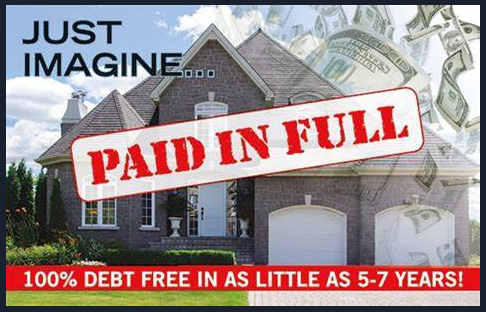 JUST
IMAGINE....
PAID IN FULL
100% DEBT FREE IN AS LITTLE AS 5-7 YEARS!